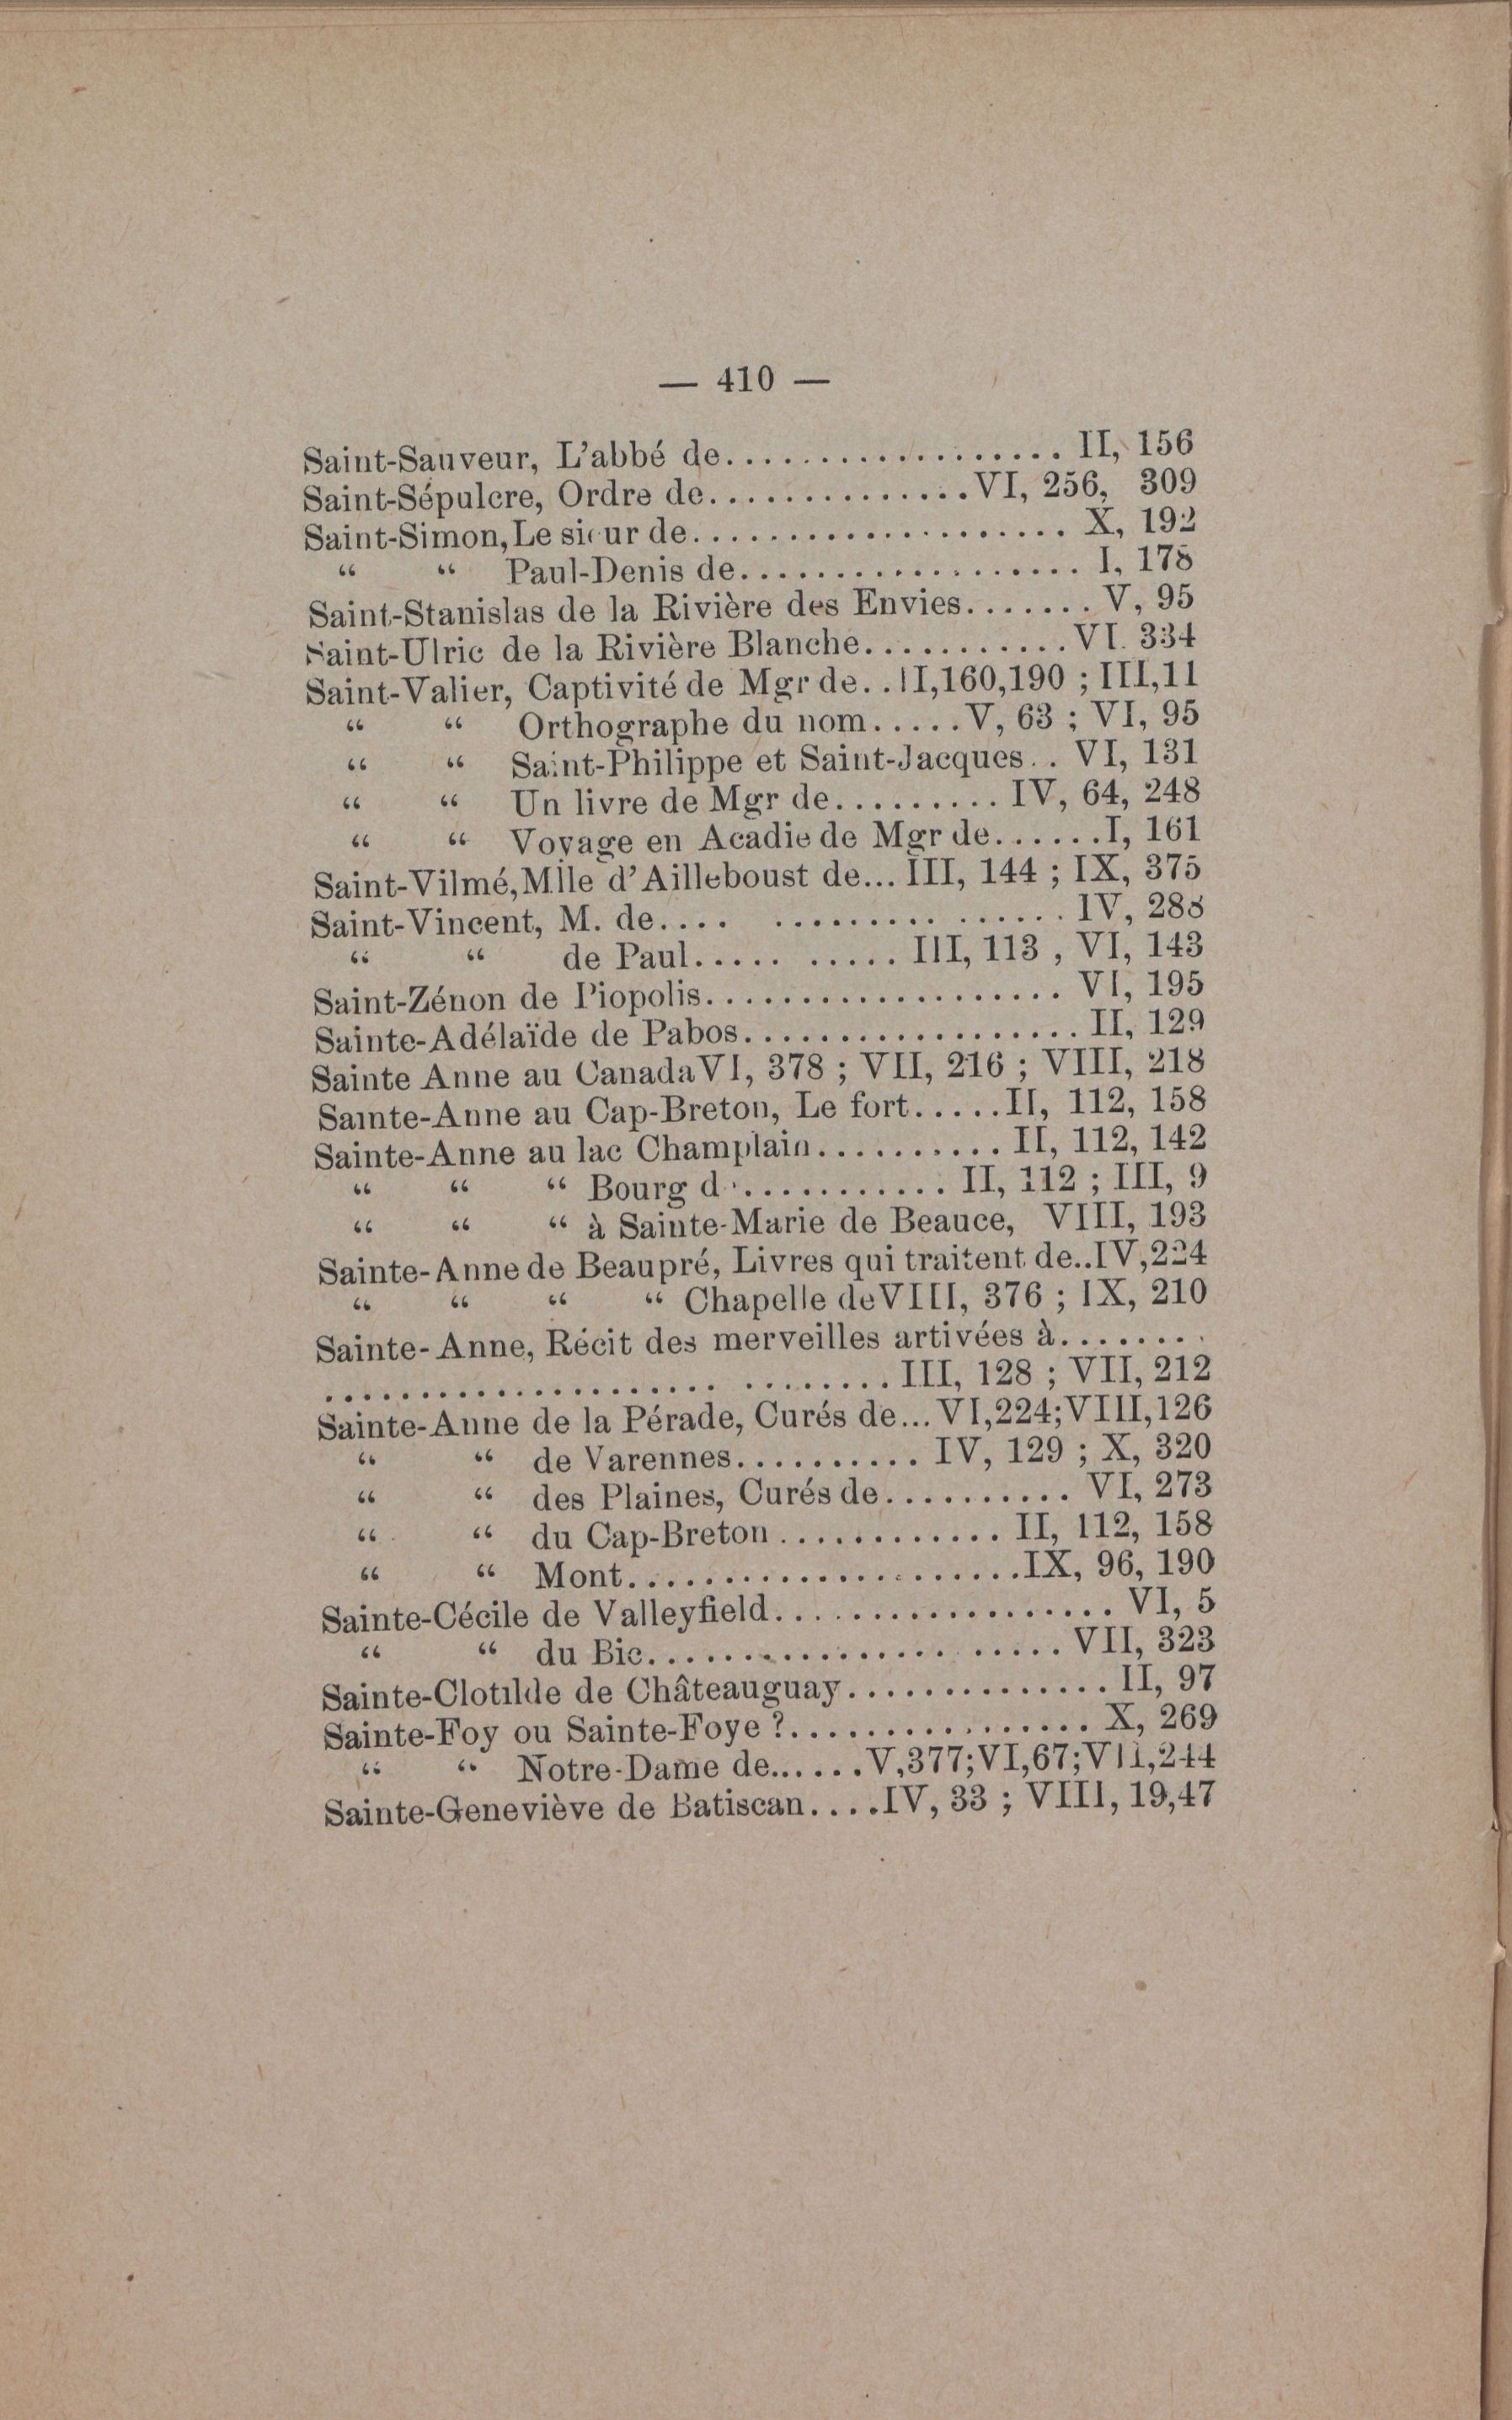 — 410 —
Saint-Sauveur, L'abbé de.................. II, 156
Saint-Sépulcre, Ordre de..............VI, 256, 309
Saint-Simon, Le sieur de.................... X, 192
“ “ Paul-Denis de.................. I, 178
Saint-Stanislas de la Rivière des Envies....... V, 95
Saint-Ulric de la Rivière Blanche...........VI. 334
Saint-Valier, Captivité de Mgr de. . II,160,190 ; III,11
“ “ Orthographe du nom.....V, 63 ; VI, 95
“ “ Saint-Philippe et Saint-Jacques. . VI, 131
“ “ Un livre de Mgr de......... IV, 64, 248
“ “ Voyage en Acadie de Mgr de......I, 161
Saint-Vilmé, Mlle d'Ailleboust de... III, 144 ; IX, 375
Saint-Vincent, M. de.... ......... ...... IV, 288
“ “ de Paul..... ..... III, 113 , VI, 143
Saint-Zénon de Piopolis................... VI, 195
Sainte-Adélaïde de Pabos.................. II, 129
Sainte Anne au Canada VI, 378 ; VII, 216 ; VIII, 218
Sainte-Anne au Cap-Breton, Le fort.....II, 112, 158
Sainte-Anne au lac Champlain.......... II, 112, 142
“ “ “ Bourg d ........... II, 112 ; III, 9
“ “ “ à Sainte-Marie de Beauce, VIII, 193
Sainte-Anne de Beaupré, Livres qui traitent de..IV,224
“ “ “ “ Chapelle de VIII, 376 ; IX, 210
Sainte-Anne, Récit des merveilles artivées à........
..................... ........ III, 128 ; VII, 212
Sainte-Anne de la Pérade, Curés de... VI,224;VIII,126
“ “ de Varennes.......... IV, 129 ; X, 320
“ “ des Plaines, Curés de.......... VI, 273
“ “ du Cap-Breton ............ II, 112, 158
“ “ Mont.....................IX, 96, 190
Sainte-Cécile de Valleyfield.................. VI, 5
“ “ du Bic................ ..... VII, 323
Sainte-Clotilde de Châteauguay.............. II, 97
Sainte-Foy ou Sainte-Foye ?................ X, 269
“ “ Notre-Dame de......V,377;VI,67;VII,244
Sainte-Geneviève de Batiscan....IV, 33 ; VIII, 19,47